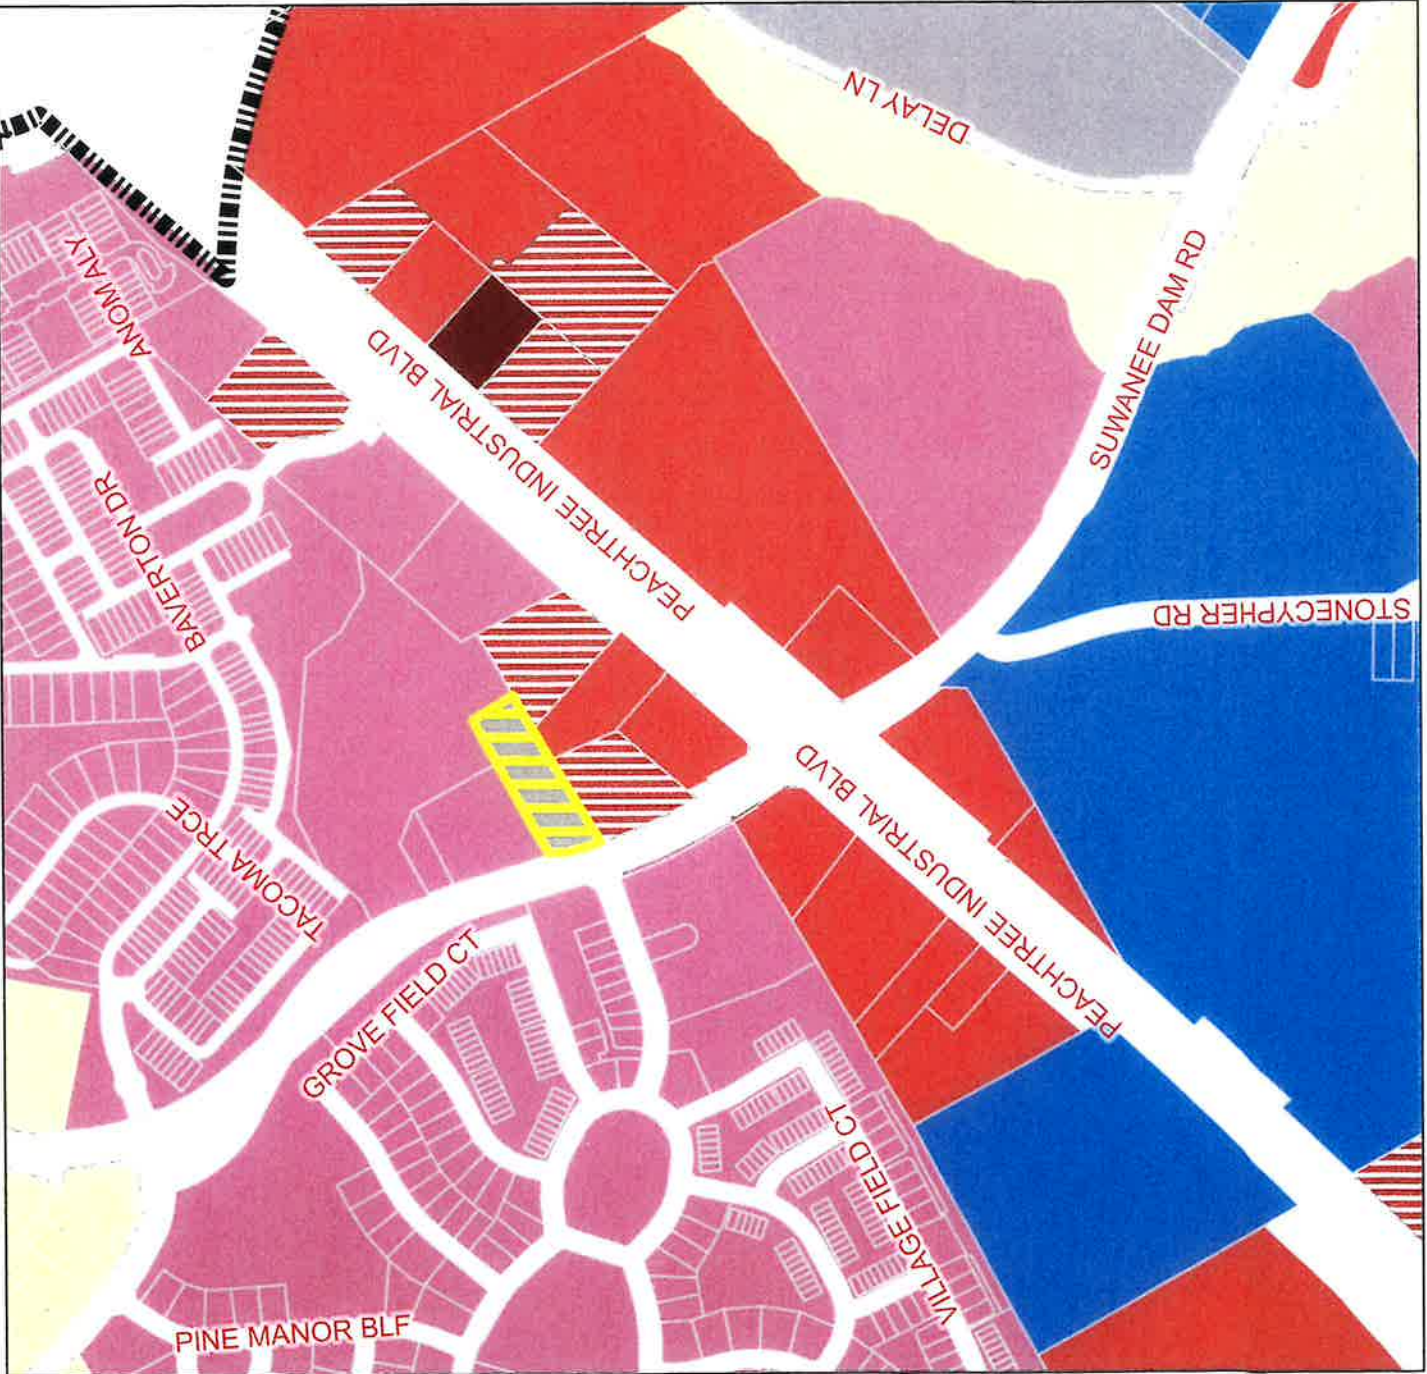 DELAY LN
SUWANEE DAM RD
ANOM ALY
PEACHTREE INDUSTRIAL BLVD
BAVERTON DR
STONECYPHER RD
PEACHTREE INDUSTRIAL BLVD
TACOMA TRCE
GROVE FIELD CT
VILLAGE FIELD CT
PINE MANOR BLF